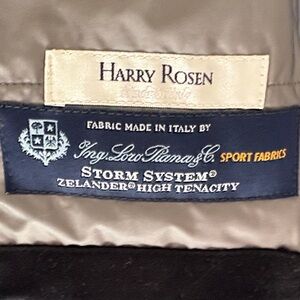 HARRY ROSEN
FABRIC MADE IN ITALY BY
Ing. Loro Piana & C. SPORT FABRICS
STORM SYSTEM®
ZELANDER® HIGH TENACITY